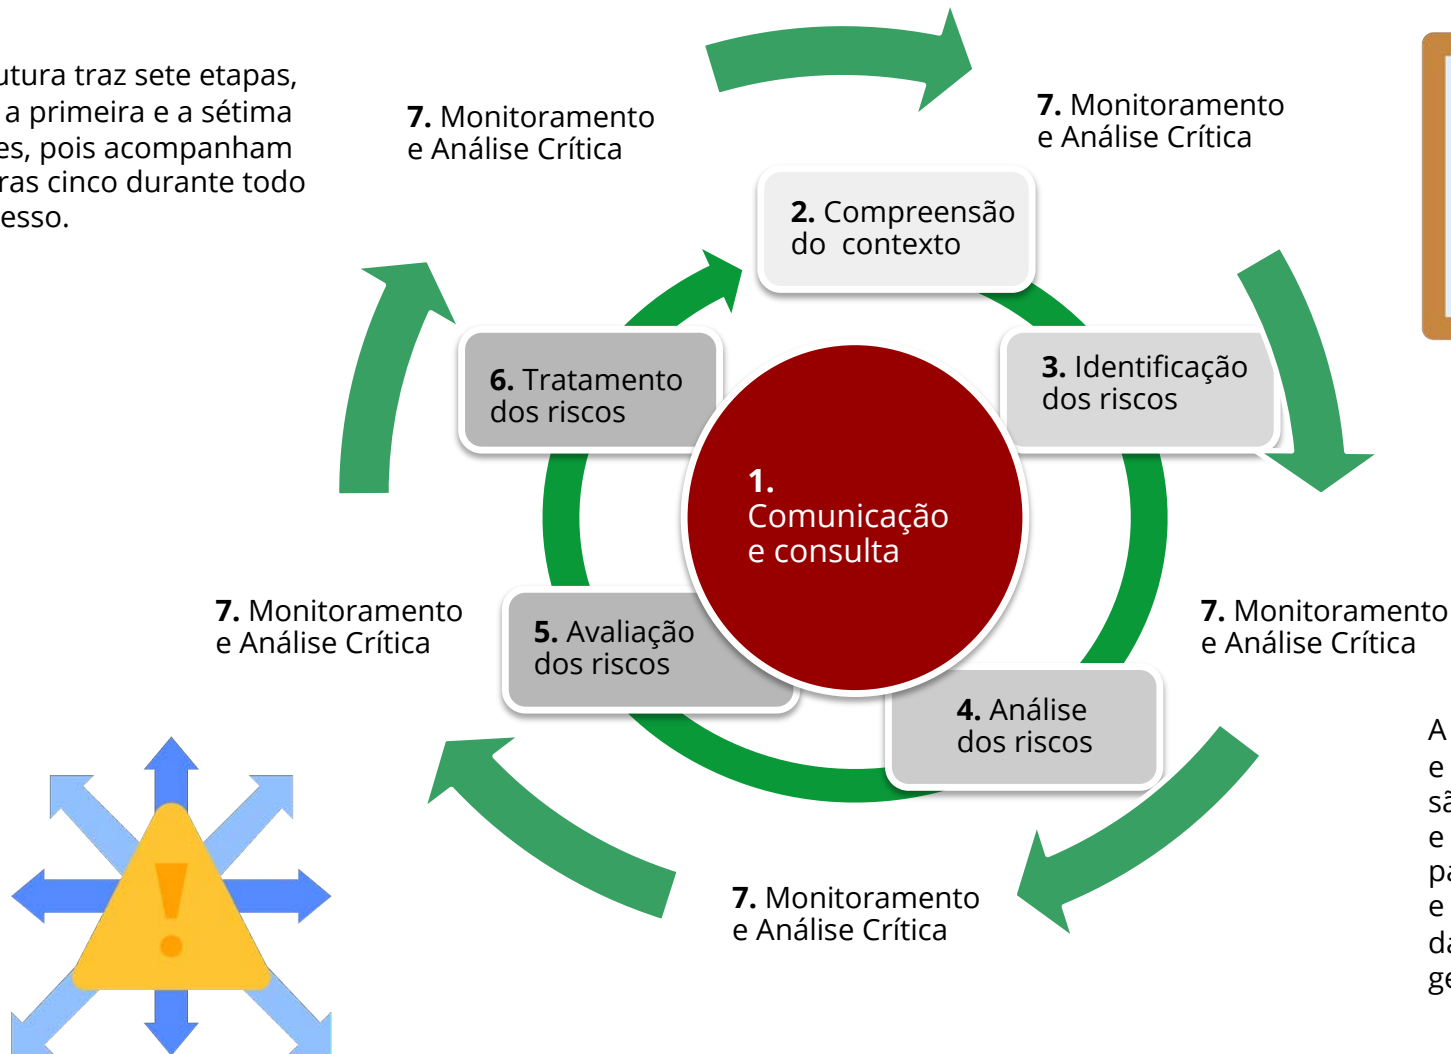 utura traz sete etapas,
a primeira e a sétima
es, pois acompanham
ras cinco durante todo
esso.
7. Monitoramento
e Análise Crítica
7. Monitoramento
e Análise Crítica
2. Compreensão
do contexto
6. Tratamento
dos riscos
3. Identificação
dos riscos
1.
Comunicação
e consulta
7. Monitoramento
e Análise Crítica
5. Avaliação
dos riscos
7. Monitoramento
e Análise Crítica
4. Análise
dos riscos
7. Monitoramento
e Análise Crítica
A
e
sã
e
pa
e
da
ge